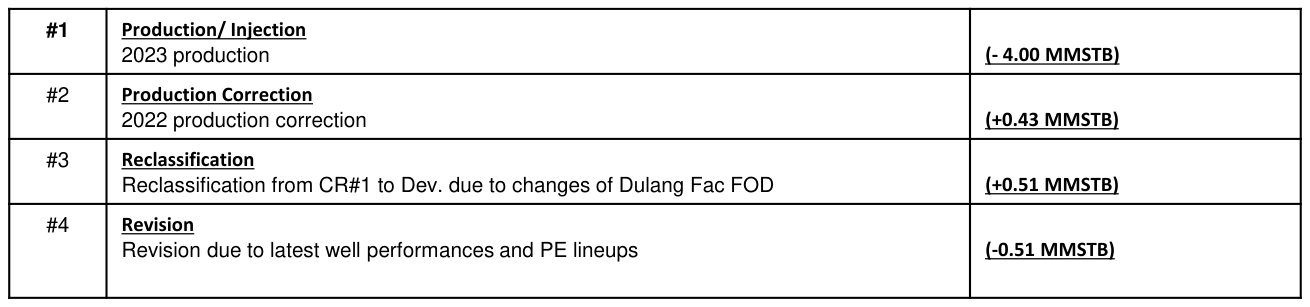 #1
Production/ Injection
2023 production
(- 4.00 MMSTB)
#2
Production Correction
2022 production correction
(+0.43 MMSTB)
#3
Reclassification
Reclassification from CR#1 to Dev. due to changes of Dulang Fac FOD
(+0.51 MMSTB)
#4
Revision
Revision due to latest well performances and PE lineups
(-0.51 MMSTB)